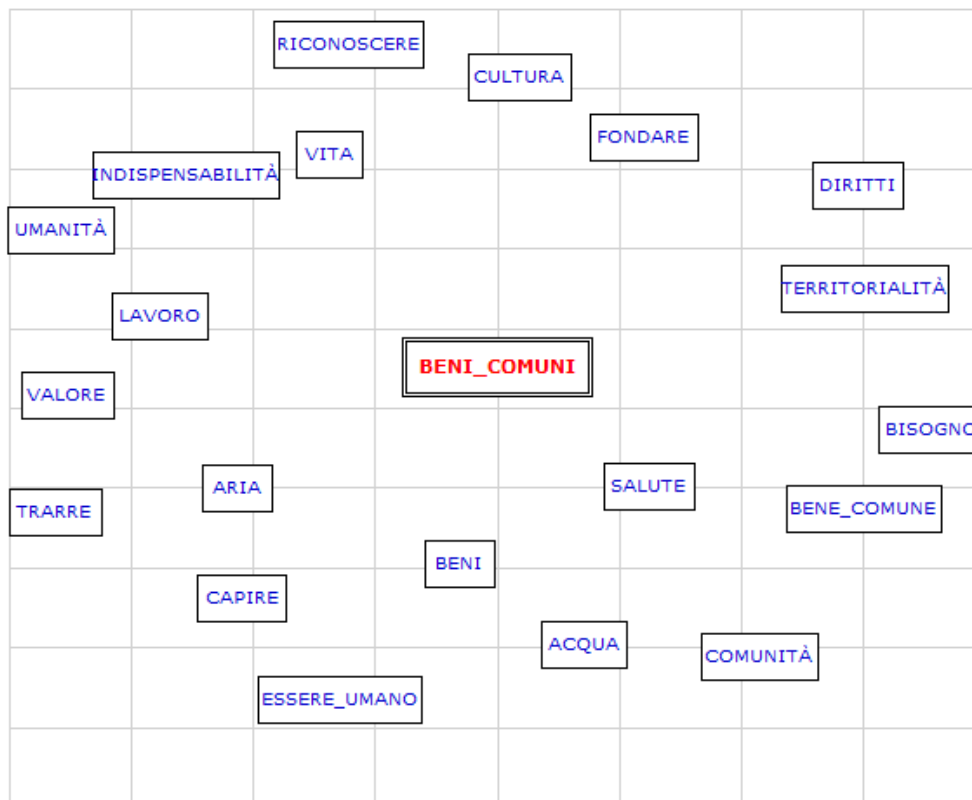 RICONOSCERE
CULTURA
FONDARE
VITA
INDISPENSABILITÀ
DIRITTI
UMANITÀ
TERRITORIALITÀ
LAVORO
BENI_COMUNI
VALORE
BISOGNO
ARIA
SALUTE
TRARRE
BENE_COMUNE
BENI
CAPIRE
ACQUA
COMUNITÀ
ESSERE_UMANO